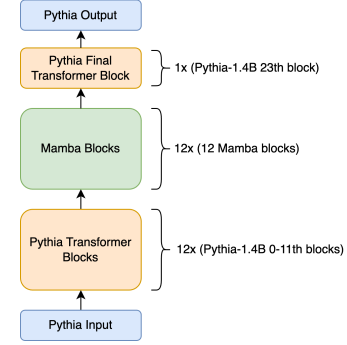 Pythia Output
Pythia Final
Transformer Block
1x (Pythia-1.4B 23th block)
Mamba Blocks
12x (12 Mamba blocks)
Pythia Transformer
Blocks
12x (Pythia-1.4B 0-11th blocks)
Pythia Input